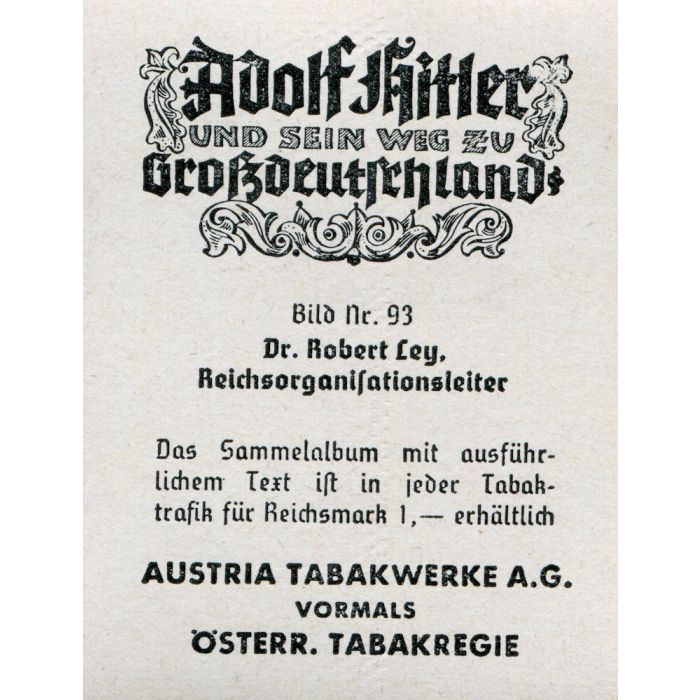 Adolf Hitler
UND SEIN WEG ZU
Großdeutschland
Bild Nr. 93
Dr. Robert Ley,
Reichsorganiſationsleiter
Das Sammelalbum mit ausführ-
lichem Text iſt in jeder Tabak-
trafik für Reichsmark 1,— erhältlich
AUSTRIA TABAKWERKE A.G.
VORMALS
ÖSTERR. TABAKREGIE